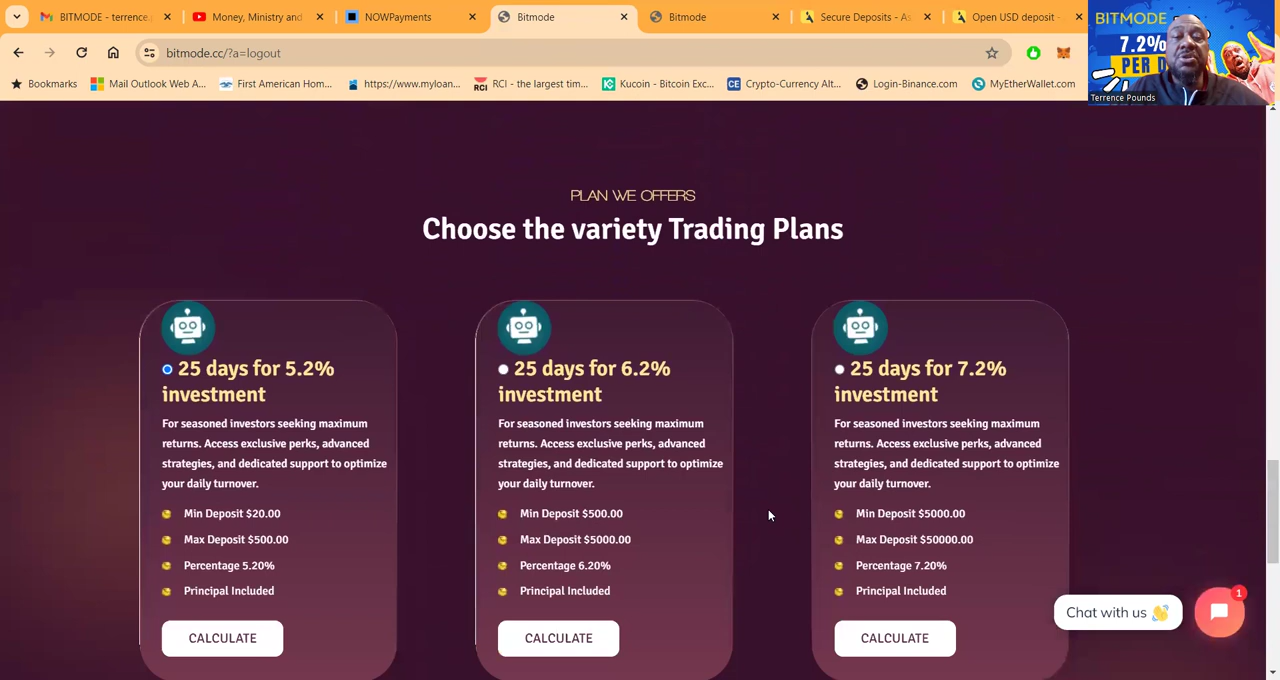 BITMODE - terrence.
Money, Ministry and
NOWPayments
Bitmode
Bitmode
Secure Deposits - As
Open USD deposit -
bitmode.cc/?a=logout
Bookmarks
Mail Outlook Web A...
First American Hom...
https://www.myloan...
RCI
RCI - the largest tim...
Kucoin - Bitcoin Exc...
CE
Crypto-Currency Alt...
Login-Binance.com
MyEtherWallet.com
BITMODE
7.2%
PER D
Terrence Pounds
PLAN WE OFFERS
Choose the variety Trading Plans
25 days for 5.2%
investment
For seasoned investors seeking maximum
returns. Access exclusive perks, advanced
strategies, and dedicated support to optimize
your daily turnover.
Min Deposit $20.00
Max Deposit $500.00
Percentage 5.20%
Principal Included
CALCULATE
25 days for 6.2%
investment
For seasoned investors seeking maximum
returns. Access exclusive perks, advanced
strategies, and dedicated support to optimize
your daily turnover.
Min Deposit $500.00
Max Deposit $5000.00
Percentage 6.20%
Principal Included
CALCULATE
25 days for 7.2%
investment
For seasoned investors seeking maximum
returns. Access exclusive perks, advanced
strategies, and dedicated support to optimize
your daily turnover.
Min Deposit $5000.00
Max Deposit $50000.00
Percentage 7.20%
Principal Included
CALCULATE
Chat with us 👋
1